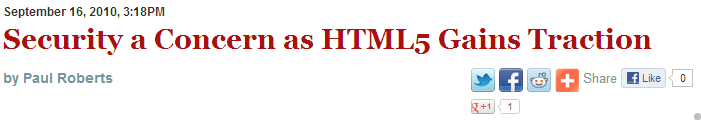 September 16, 2010, 3:18PM
Security a Concern as HTML5 Gains Traction
by Paul Roberts
Share Like 0
+1 1